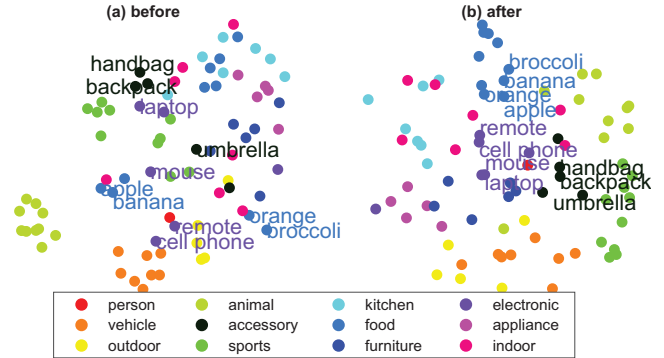 (a) before
(b) after
handbag
backpack
laptop
umbrella
mouse
apple
banana
orange
remote
broccoli
cell phone
broccoli
banana
orange
apple
remote
cell phone
mouse
handbag
laptop
backpack
umbrella
person
animal
kitchen
electronic
vehicle
accessory
food
appliance
outdoor
sports
furniture
indoor